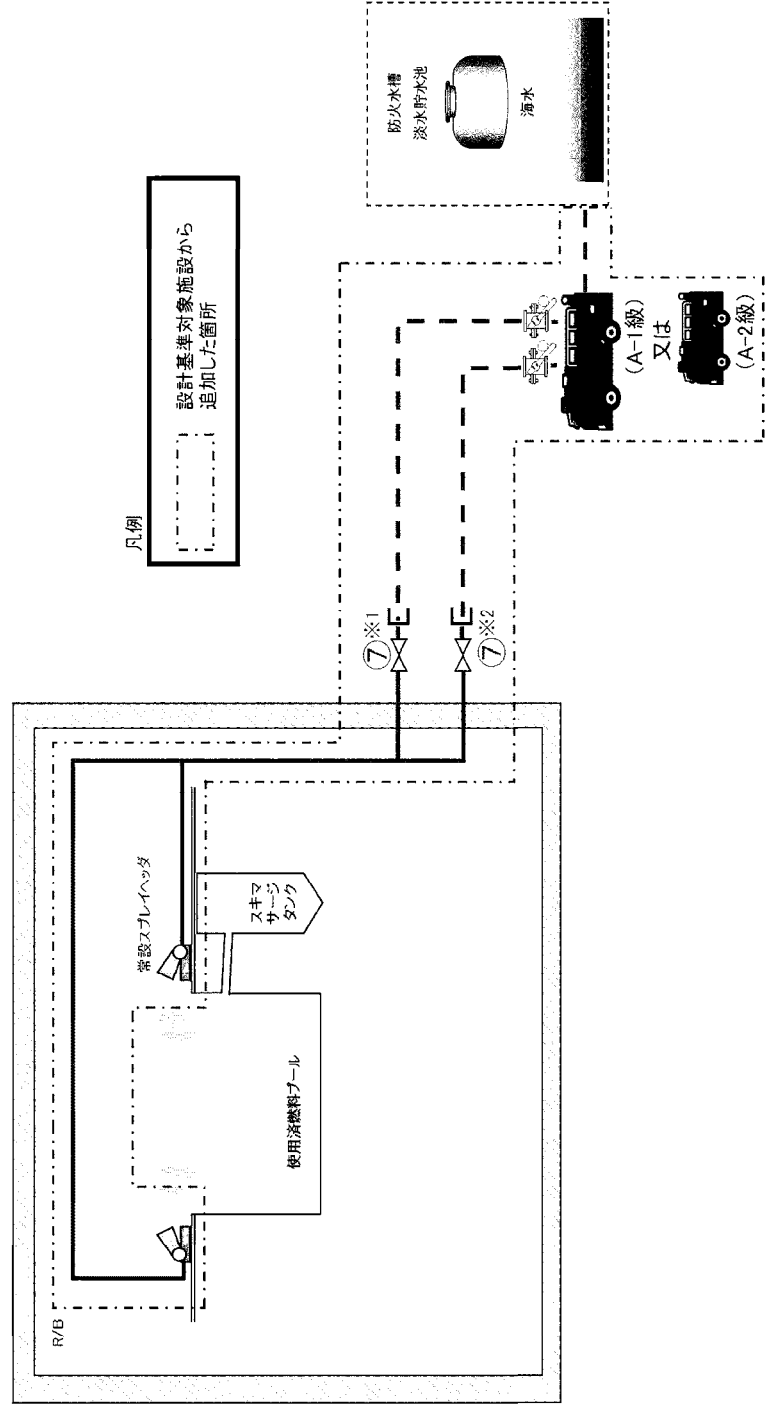 R/B
常設スプレイヘッダ
使用済燃料プール
スキマ
サージ
タンク
⑦※1
⑦※2
凡例
設計基準対象施設から
追加した箇所
(A-1級)
又は
(A-2級)
防火水槽
淡水貯水池
海水